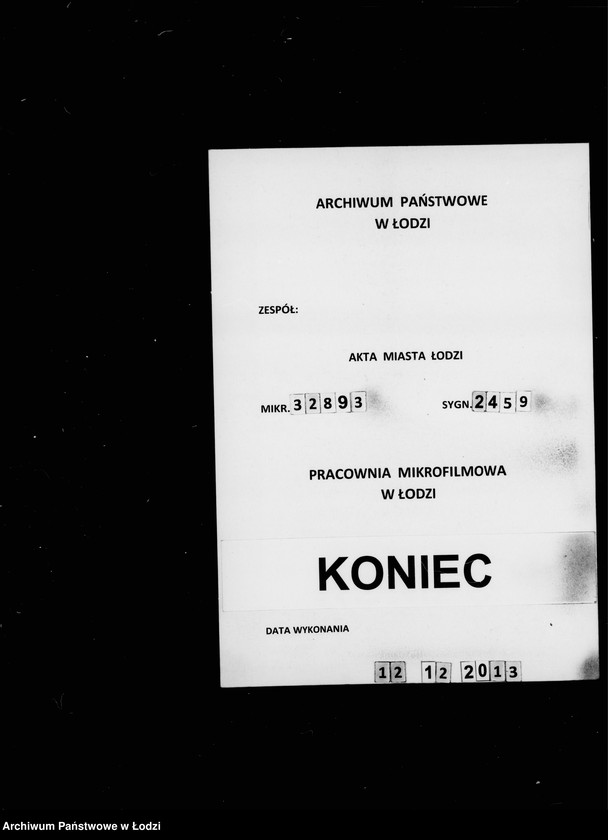 ARCHIWUM PAŃSTWOWE
W ŁODZI
ZESPÓŁ:
AKTA MIASTA ŁODZI
MIKR. 32893 SYGN. 2459
PRACOWNIA MIKROFILMOWA
W ŁODZI
KONIEC
DATA WYKONANIA
12 12 2013
Archiwum Państwowe w Łodzi